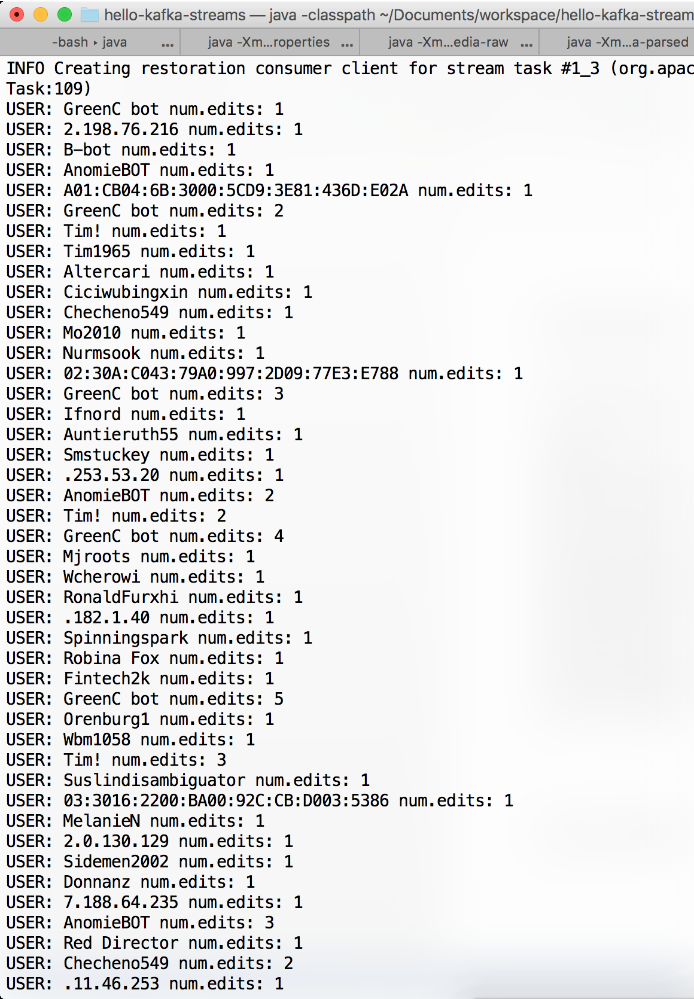 hello-kafka-streams — java -classpath ~/Documents/workspace/hello-kafka-stream
-bash ▸ java ... java -Xm...roperties ... java -Xm...edia-raw ... java -Xm...a-parsed
INFO Creating restoration consumer client for stream task #1_3 (org.apac
Task:109)
USER: GreenC bot num.edits: 1
USER: 2.198.76.216 num.edits: 1
USER: B-bot num.edits: 1
USER: AnomieBOT num.edits: 1
USER: A01:CB04:6B:3000:5CD9:3E81:436D:E02A num.edits: 1
USER: GreenC bot num.edits: 2
USER: Tim! num.edits: 1
USER: Tim1965 num.edits: 1
USER: Altercari num.edits: 1
USER: Ciciwubingxin num.edits: 1
USER: Checheno549 num.edits: 1
USER: Mo2010 num.edits: 1
USER: Nurmsook num.edits: 1
USER: 02:30A:C043:79A0:997:2D09:77E3:E788 num.edits: 1
USER: GreenC bot num.edits: 3
USER: Ifnord num.edits: 1
USER: Auntieruth55 num.edits: 1
USER: Smstuckey num.edits: 1
USER: .253.53.20 num.edits: 1
USER: AnomieBOT num.edits: 2
USER: Tim! num.edits: 2
USER: GreenC bot num.edits: 4
USER: Mjroots num.edits: 1
USER: Wcherowi num.edits: 1
USER: RonaldFurxhi num.edits: 1
USER: .182.1.40 num.edits: 1
USER: Spinningspark num.edits: 1
USER: Robina Fox num.edits: 1
USER: Fintech2k num.edits: 1
USER: GreenC bot num.edits: 5
USER: Orenburg1 num.edits: 1
USER: Wbm1058 num.edits: 1
USER: Tim! num.edits: 3
USER: Suslindisambiguator num.edits: 1
USER: 03:3016:2200:BA00:92C:CB:D003:5386 num.edits: 1
USER: MelanieN num.edits: 1
USER: 2.0.130.129 num.edits: 1
USER: Sidemen2002 num.edits: 1
USER: Donnanz num.edits: 1
USER: 7.188.64.235 num.edits: 1
USER: AnomieBOT num.edits: 3
USER: Red Director num.edits: 1
USER: Checheno549 num.edits: 2
USER: .11.46.253 num.edits: 1